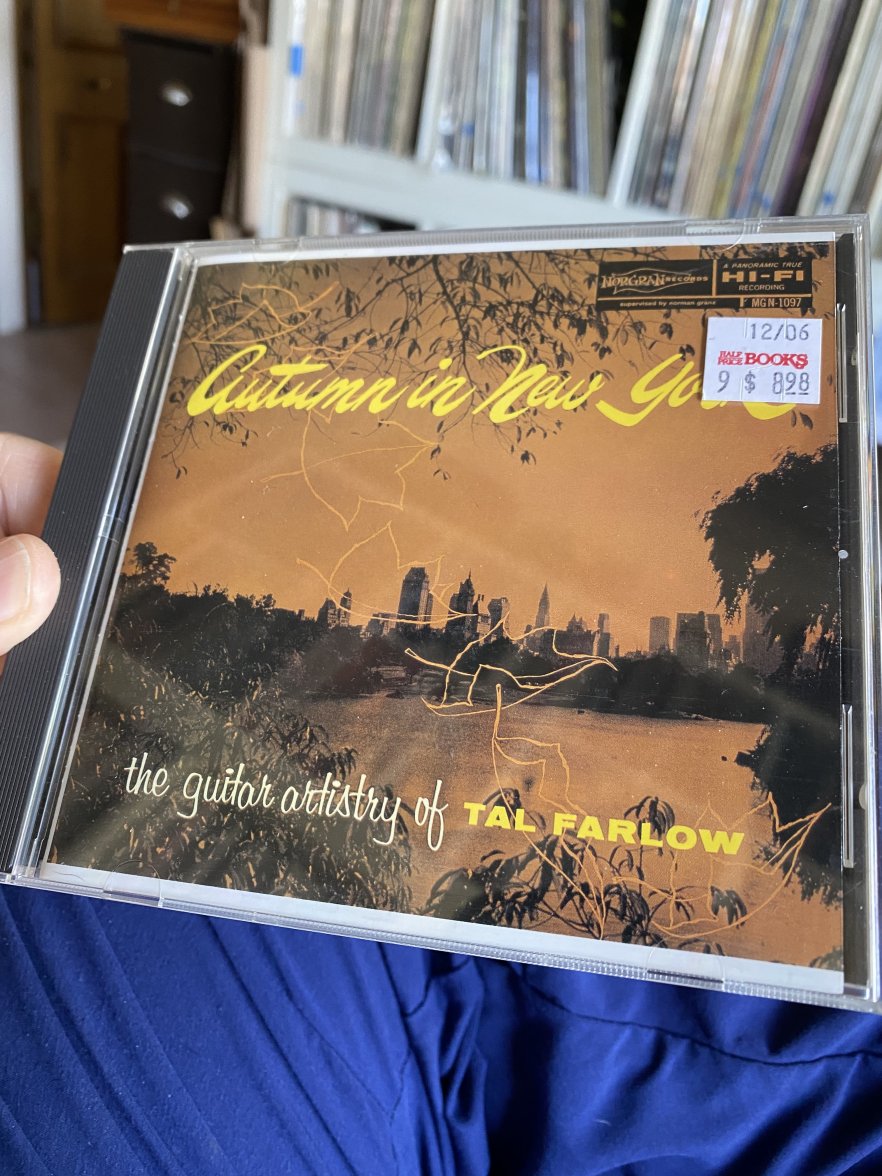 NORGRAN RECORDS
supervised by norman granz
A PANORAMIC TRUE
HI-FI
RECORDING
MGN-1097
12/06
HALF PRICE BOOKS
9 $ 898
Autumn in New
the guitar artistry of TAL FARLOW